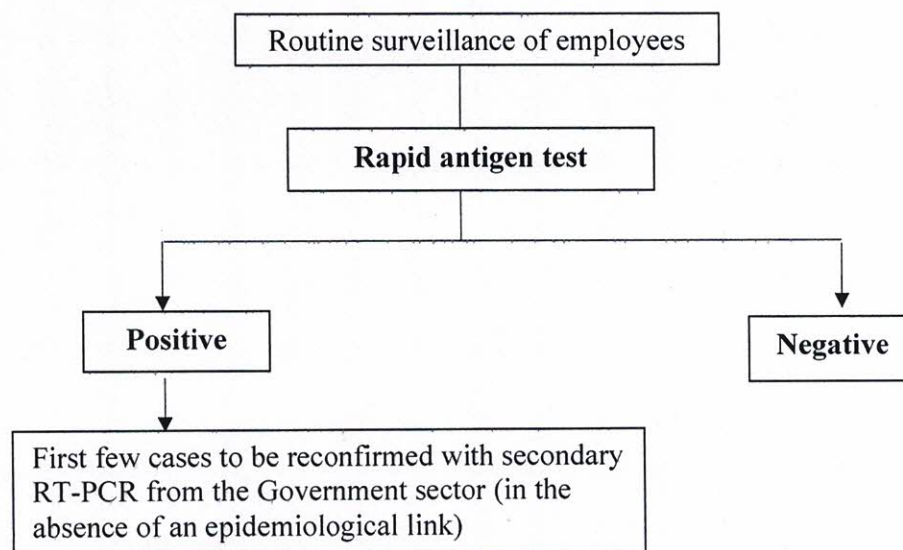 Routine surveillance of employees
Rapid antigen test
Positive
Negative
First few cases to be reconfirmed with secondary
RT-PCR from the Government sector (in the
absence of an epidemiological link)